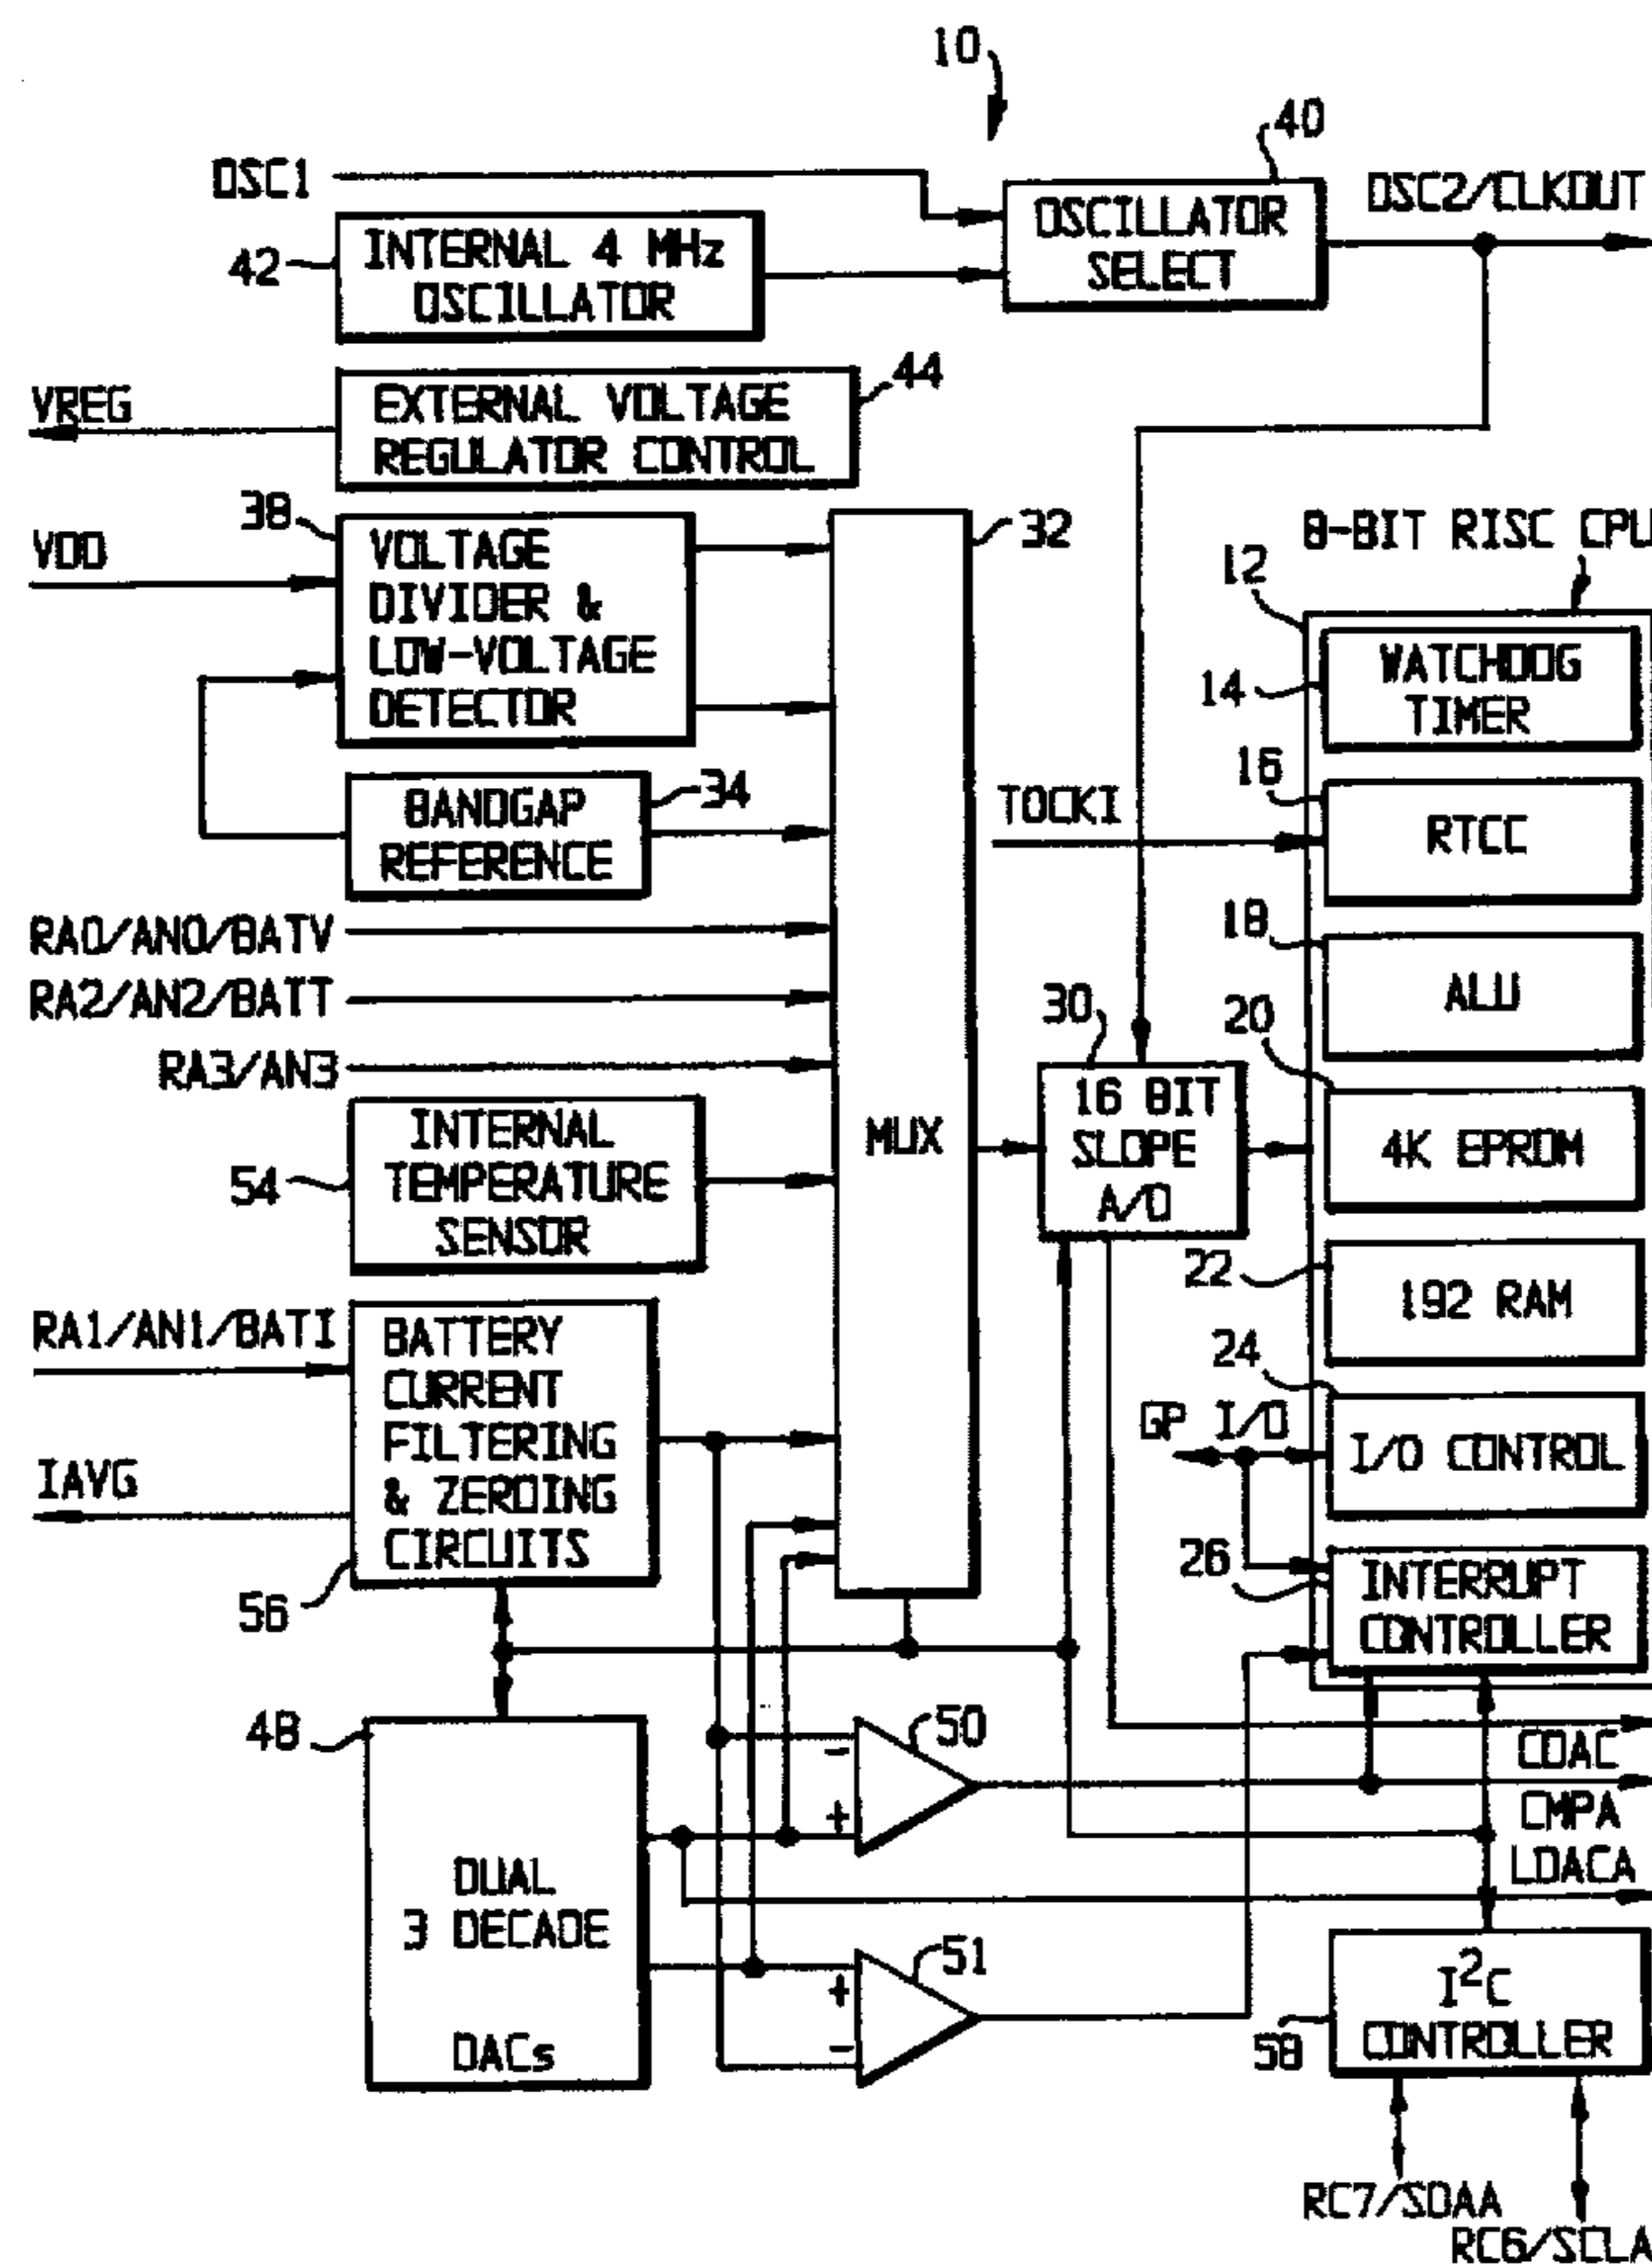 10
40
OSC1
OSCILLATOR
SELECT
OSC2/CLKOUT
42
INTERNAL 4 MHz
OSCILLATOR
VREG
EXTERNAL VOLTAGE
REGULATOR CONTROL
44
38
VDD
VOLTAGE
DIVIDER &
LOW-VOLTAGE
DETECTOR
32
8-BIT RISC CPU
12
WATCHDOG
TIMER
14
BANDGAP
REFERENCE
34
TOCKI
16
RTCC
RA0/AN0/BATV
18
ALU
RA2/AN2/BATT
RA3/AN3
30
16 BIT
SLOPE
A/D
20
4K EPROM
MUX
INTERNAL
TEMPERATURE
SENSOR
54
22
192 RAM
RA1/AN1/BATI
BATTERY
CURRENT
FILTERING
& ZEROING
CIRCUITS
IAVG
56
24
GP I/O
I/O CONTROL
26
INTERRUPT
CONTROLLER
48
DUAL
3 DECADE
DACs
50
-
+
CDAC
CMPA
LDACA
51
+
-
I²C
CONTROLLER
58
RC7/SDAA
RC6/SCLA